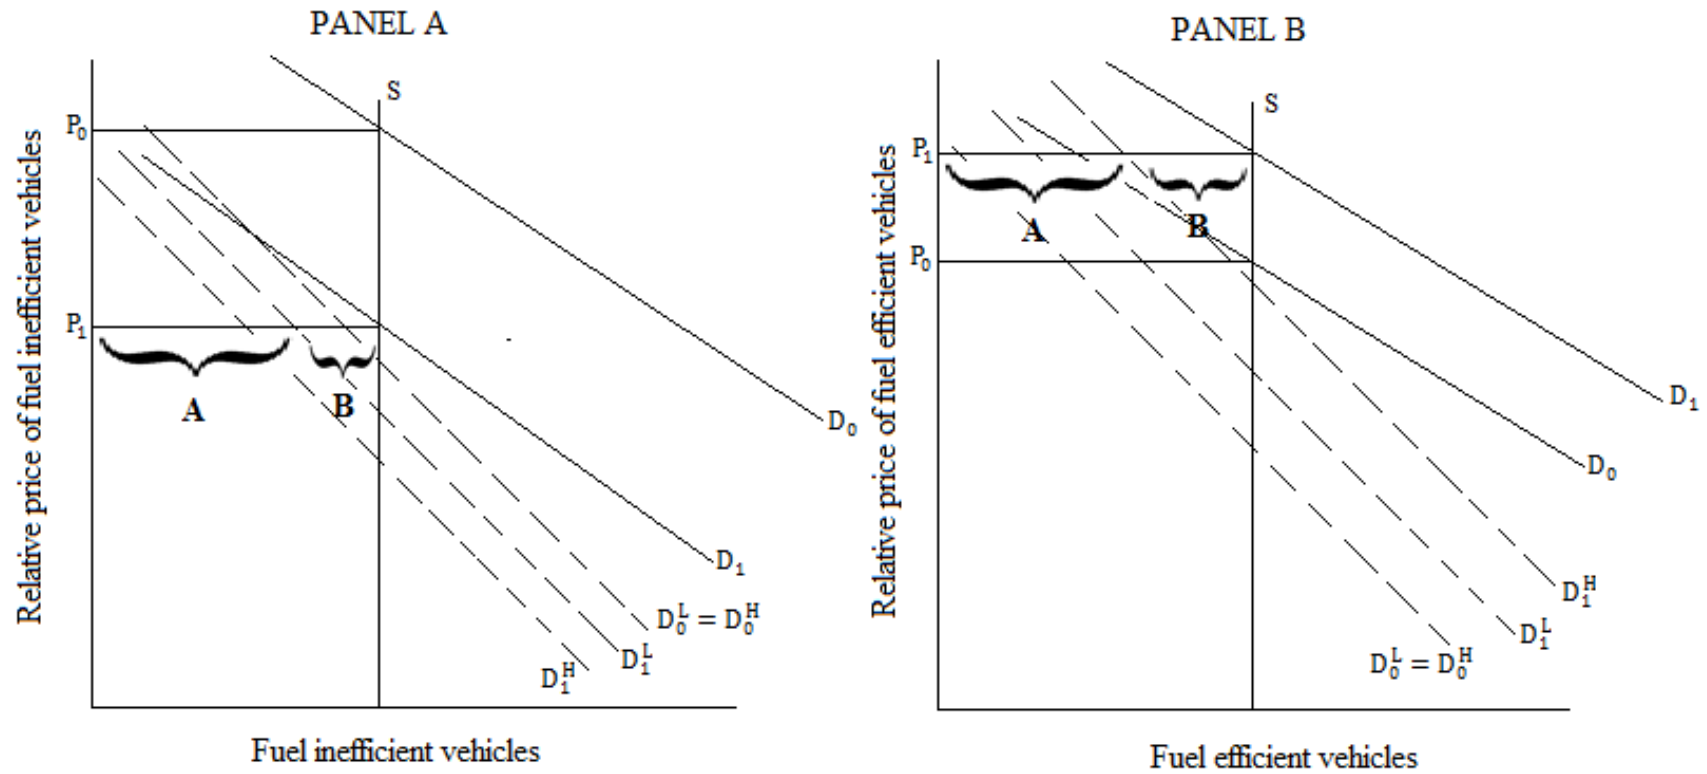 PANEL A
S
P₀
P₁
A
B
D₀
D₁
D₀ᴸ = D₀ᴴ
D₁ᴸ
D₁ᴴ
Relative price of fuel inefficient vehicles
Fuel inefficient vehicles
PANEL B
S
P₁
P₀
A
B
D₁
D₀
D₁ᴴ
D₁ᴸ
D₀ᴸ = D₀ᴴ
Relative price of fuel efficient vehicles
Fuel efficient vehicles